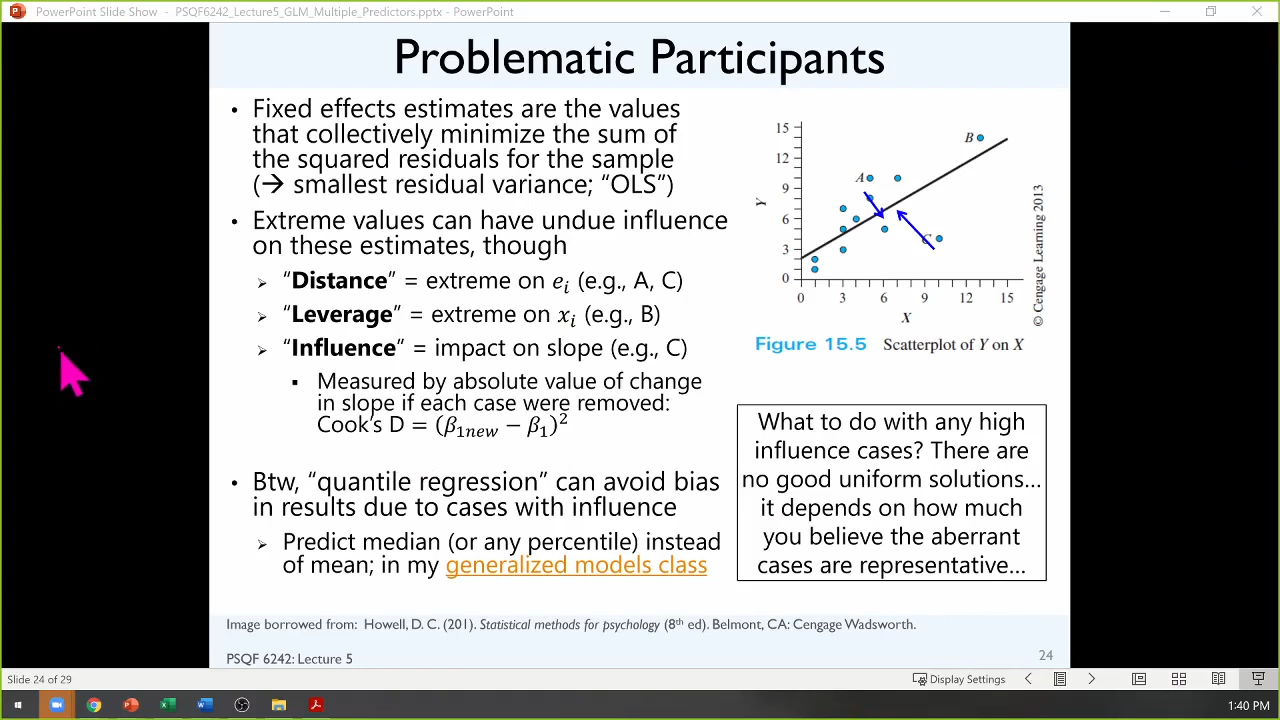 PowerPoint Slide Show - PSQF6242_Lecture5_GLM_Multiple_Predictors.pptx - PowerPoint
Problematic Participants
• Fixed effects estimates are the values
that collectively minimize the sum of
the squared residuals for the sample
(→ smallest residual variance; “OLS”)
• Extreme values can have undue influence
on these estimates, though
➢ “Distance” = extreme on eᵢ (e.g., A, C)
➢ “Leverage” = extreme on xᵢ (e.g., B)
➢ “Influence” = impact on slope (e.g., C)
▪ Measured by absolute value of change
in slope if each case were removed:
Cook’s D = (β₁ₙₑw − β₁)²
• Btw, “quantile regression” can avoid bias
in results due to cases with influence
➢ Predict median (or any percentile) instead
of mean; in my generalized models class
15
12
9
6
3
0
Y
A
B
C
0 3 6 9 12 15
X
© Cengage Learning 2013
Figure 15.5 Scatterplot of Y on X
What to do with any high
influence cases? There are
no good uniform solutions…
it depends on how much
you believe the aberrant
cases are representative…
Image borrowed from: Howell, D. C. (201). Statistical methods for psychology (8th ed). Belmont, CA: Cengage Wadsworth.
PSQF 6242: Lecture 5
24
Slide 24 of 29
Display Settings
1:40 PM